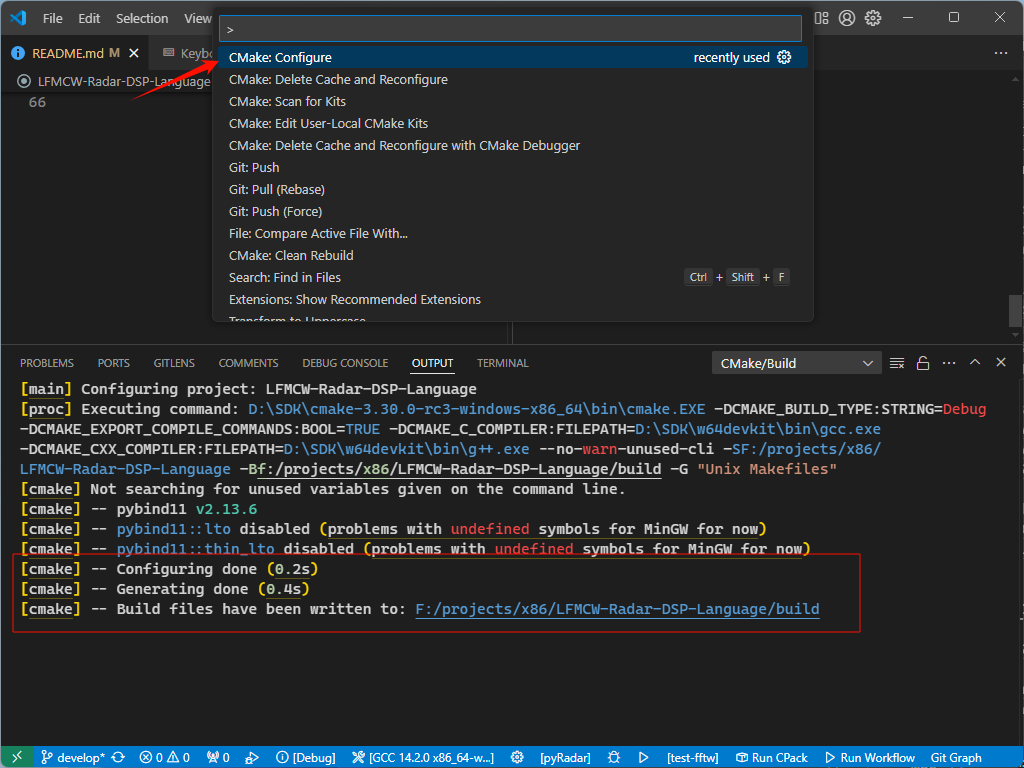 File Edit Selection View
>
README.md M
Keybo
CMake: Configure
recently used
LFMCW-Radar-DSP-Language
CMake: Delete Cache and Reconfigure
66
CMake: Scan for Kits
CMake: Edit User-Local CMake Kits
CMake: Delete Cache and Reconfigure with CMake Debugger
Git: Push
Git: Pull (Rebase)
Git: Push (Force)
File: Compare Active File With...
CMake: Clean Rebuild
Search: Find in Files
Ctrl + Shift + F
Extensions: Show Recommended Extensions
Transform to Uppercase
PROBLEMS PORTS GITLENS COMMENTS DEBUG CONSOLE OUTPUT TERMINAL
CMake/Build
[main] Configuring project: LFMCW-Radar-DSP-Language
[proc] Executing command: D:\SDK\cmake-3.30.0-rc3-windows-x86_64\bin\cmake.EXE -DCMAKE_BUILD_TYPE:STRING=Debug
-DCMAKE_EXPORT_COMPILE_COMMANDS:BOOL=TRUE -DCMAKE_C_COMPILER:FILEPATH=D:\SDK\w64devkit\bin\gcc.exe
-DCMAKE_CXX_COMPILER:FILEPATH=D:\SDK\w64devkit\bin\g++.exe --no-warn-unused-cli -SF:/projects/x86/
LFMCW-Radar-DSP-Language -Bf:/projects/x86/LFMCW-Radar-DSP-Language/build -G "Unix Makefiles"
[cmake] Not searching for unused variables given on the command line.
[cmake] -- pybind11 v2.13.6
[cmake] -- pybind11::lto disabled (problems with undefined symbols for MinGW for now)
[cmake] -- pybind11::thin_lto disabled (problems with undefined symbols for MinGW for now)
[cmake] -- Configuring done (0.2s)
[cmake] -- Generating done (0.4s)
[cmake] -- Build files have been written to: F:/projects/x86/LFMCW-Radar-DSP-Language/build
develop* 0 0 0 [Debug] [GCC 14.2.0 x86_64-w...] [pyRadar] [test-fftw] Run CPack Run Workflow Git Graph